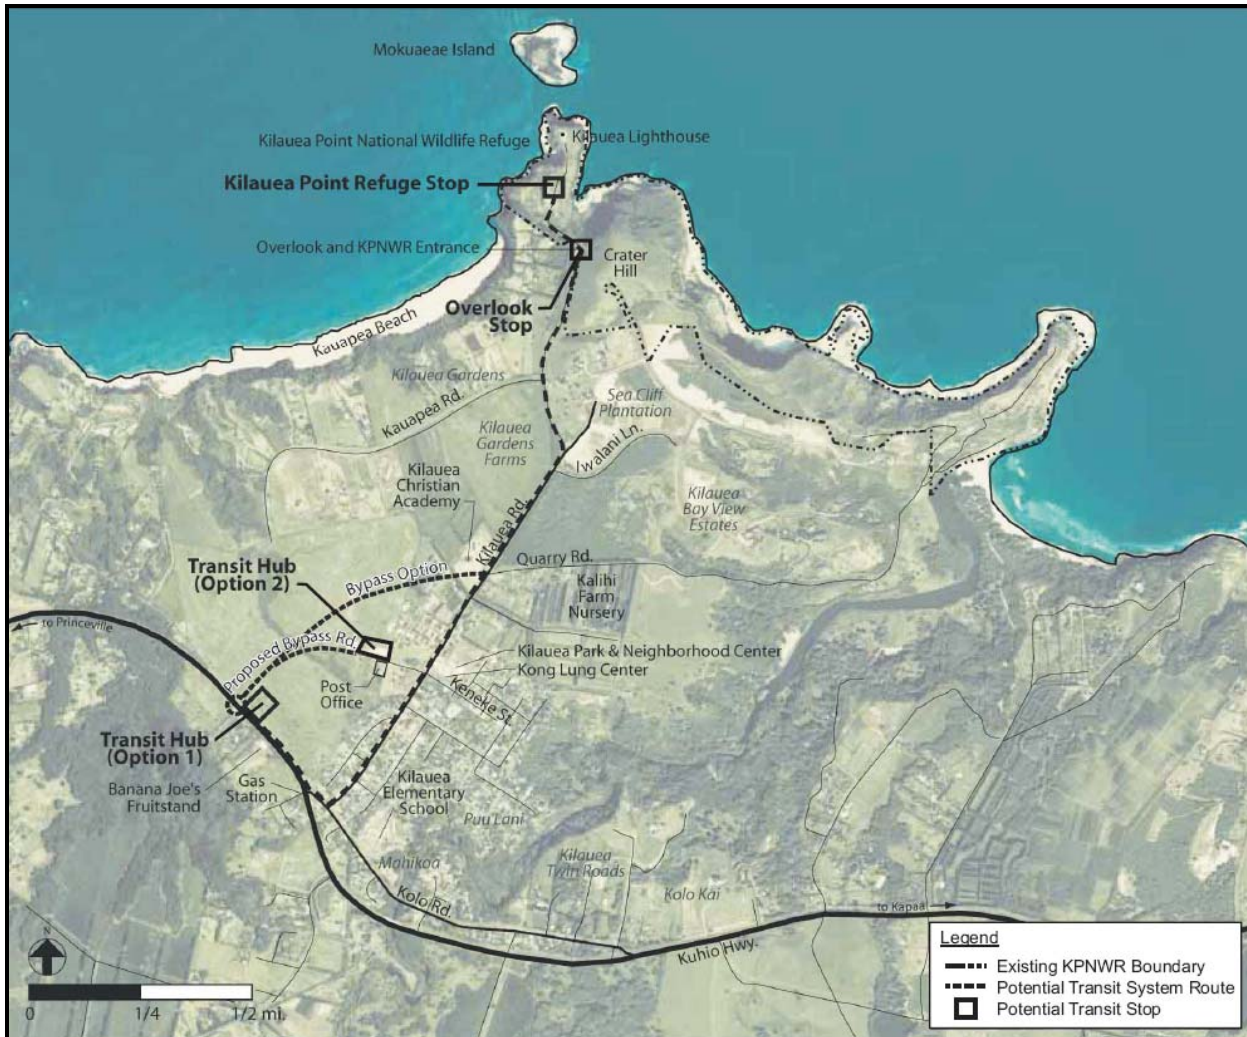 Mokuaeae Island
Kilauea Point National Wildlife Refuge
Kilauea Lighthouse
Kilauea Point Refuge Stop
Overlook and KPNWR Entrance
Crater
Hill
Overlook
Stop
Kauapea Beach
Kilauea Gardens
Kauapea Rd.
Sea Cliff
Plantation
Kilauea
Gardens
Farms
Iwalani Ln.
Kilauea
Christian
Academy
Kilauea
Bay View
Estates
Kilauea Rd.
Quarry Rd.
Transit Hub
(Option 2)
Bypass Option
Kalihi
Farm
Nursery
to Princeville
Proposed Bypass Rd.
Kilauea Park & Neighborhood Center
Kong Lung Center
Post
Office
Keneke St.
Transit Hub
(Option 1)
Banana Joe's
Fruitstand
Gas
Station
Kilauea
Elementary
School
Puu Lani
Mahikoa
Kilauea
Twin Roads
Kolo Kai
Kolo Rd.
to Kapaa
Kuhio Hwy.
N
0 1/4 1/2 mi.
Legend
Existing KPNWR Boundary
Potential Transit System Route
Potential Transit Stop